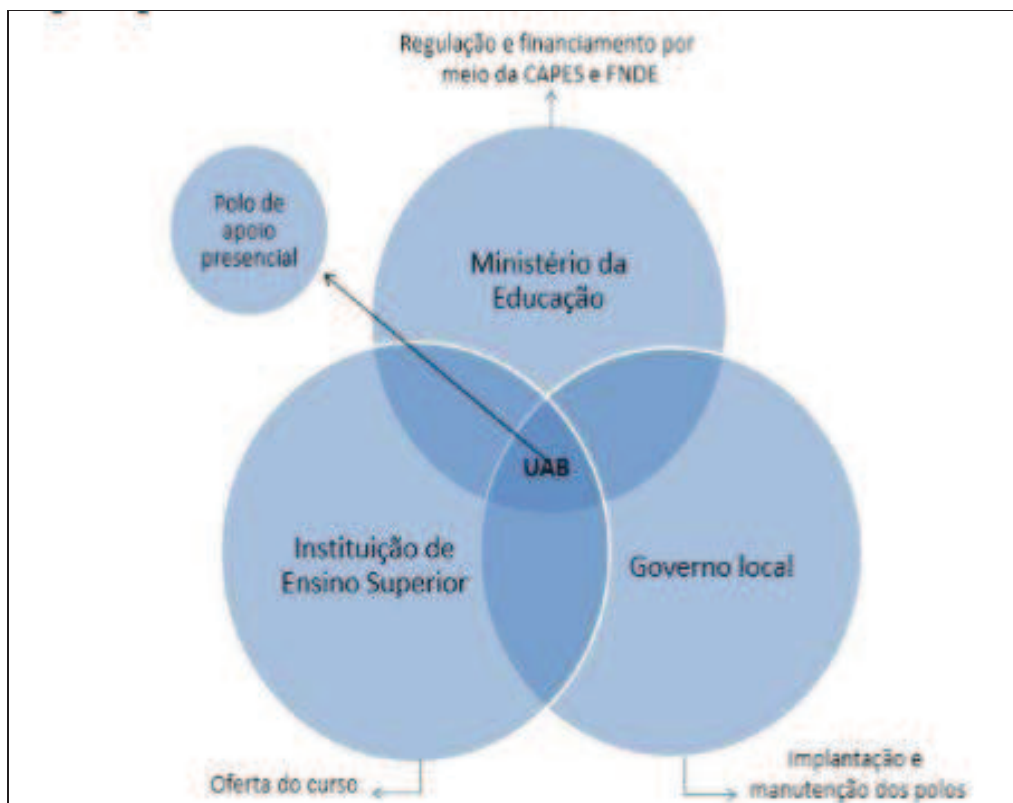 Regulação e financiamento por
meio da CAPES e FNDE
Polo de
apoio
presencial
Ministério da
Educação
UAB
Instituição de
Ensino Superior
Governo local
Oferta do curso
Implantação e
manutenção dos polos